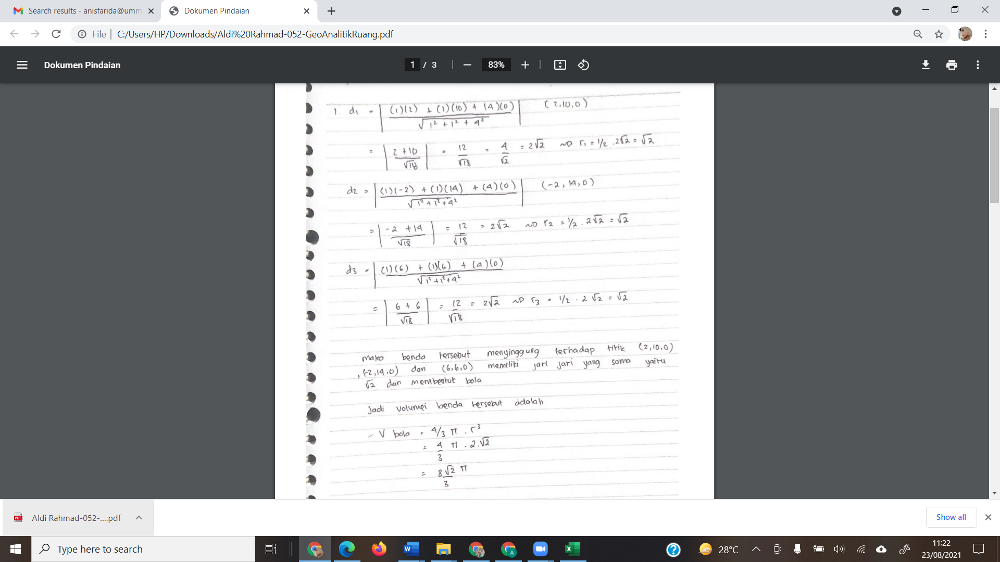 Search results - anisfarida@umm
Dokumen Pindaian
File | C:/Users/HP/Downloads/Aldi%20Rahmad-052-GeoAnalitikRuang.pdf
Dokumen Pindaian
1 / 3
83%
1. d1 = |(1)(2) + (1)(10) + (4)(0) / √1² + 1² + 4²| (2,10,0)
= |2 + 10 / √18| = 12/√18 = 4/√2 = 2√2 ~> r1 = 1/2 . 2√2 = √2
d2 = |(1)(-2) + (1)(14) + (4)(0) / √1² + 1² + 4²| (-2, 14, 0)
= |-2 + 14 / √18| = 12/√18 = 2√2 ~> r2 = 1/2 . 2√2 = √2
d3 = |(1)(6) + (1)(6) + (4)(0) / √1² + 1² + 4²
= |6 + 6 / √18| = 12/√18 = 2√2 ~> r3 = 1/2 . 2√2 = √2
maka benda tersebut menyinggung terhadap titik (2,10,0)
, (-2,14,0) dan (6,6,0) memiliki jari jari yang sama yaitu
√2 dan membentuk bola
Jadi volumei benda tersebut adalah
- V bola = 4/3 π . r³
= 4/3 π . 2.√2
= 8√2/3 π
Aldi Rahmad-052-....pdf
Show all
Type here to search
28°C
11:22
23/08/2021